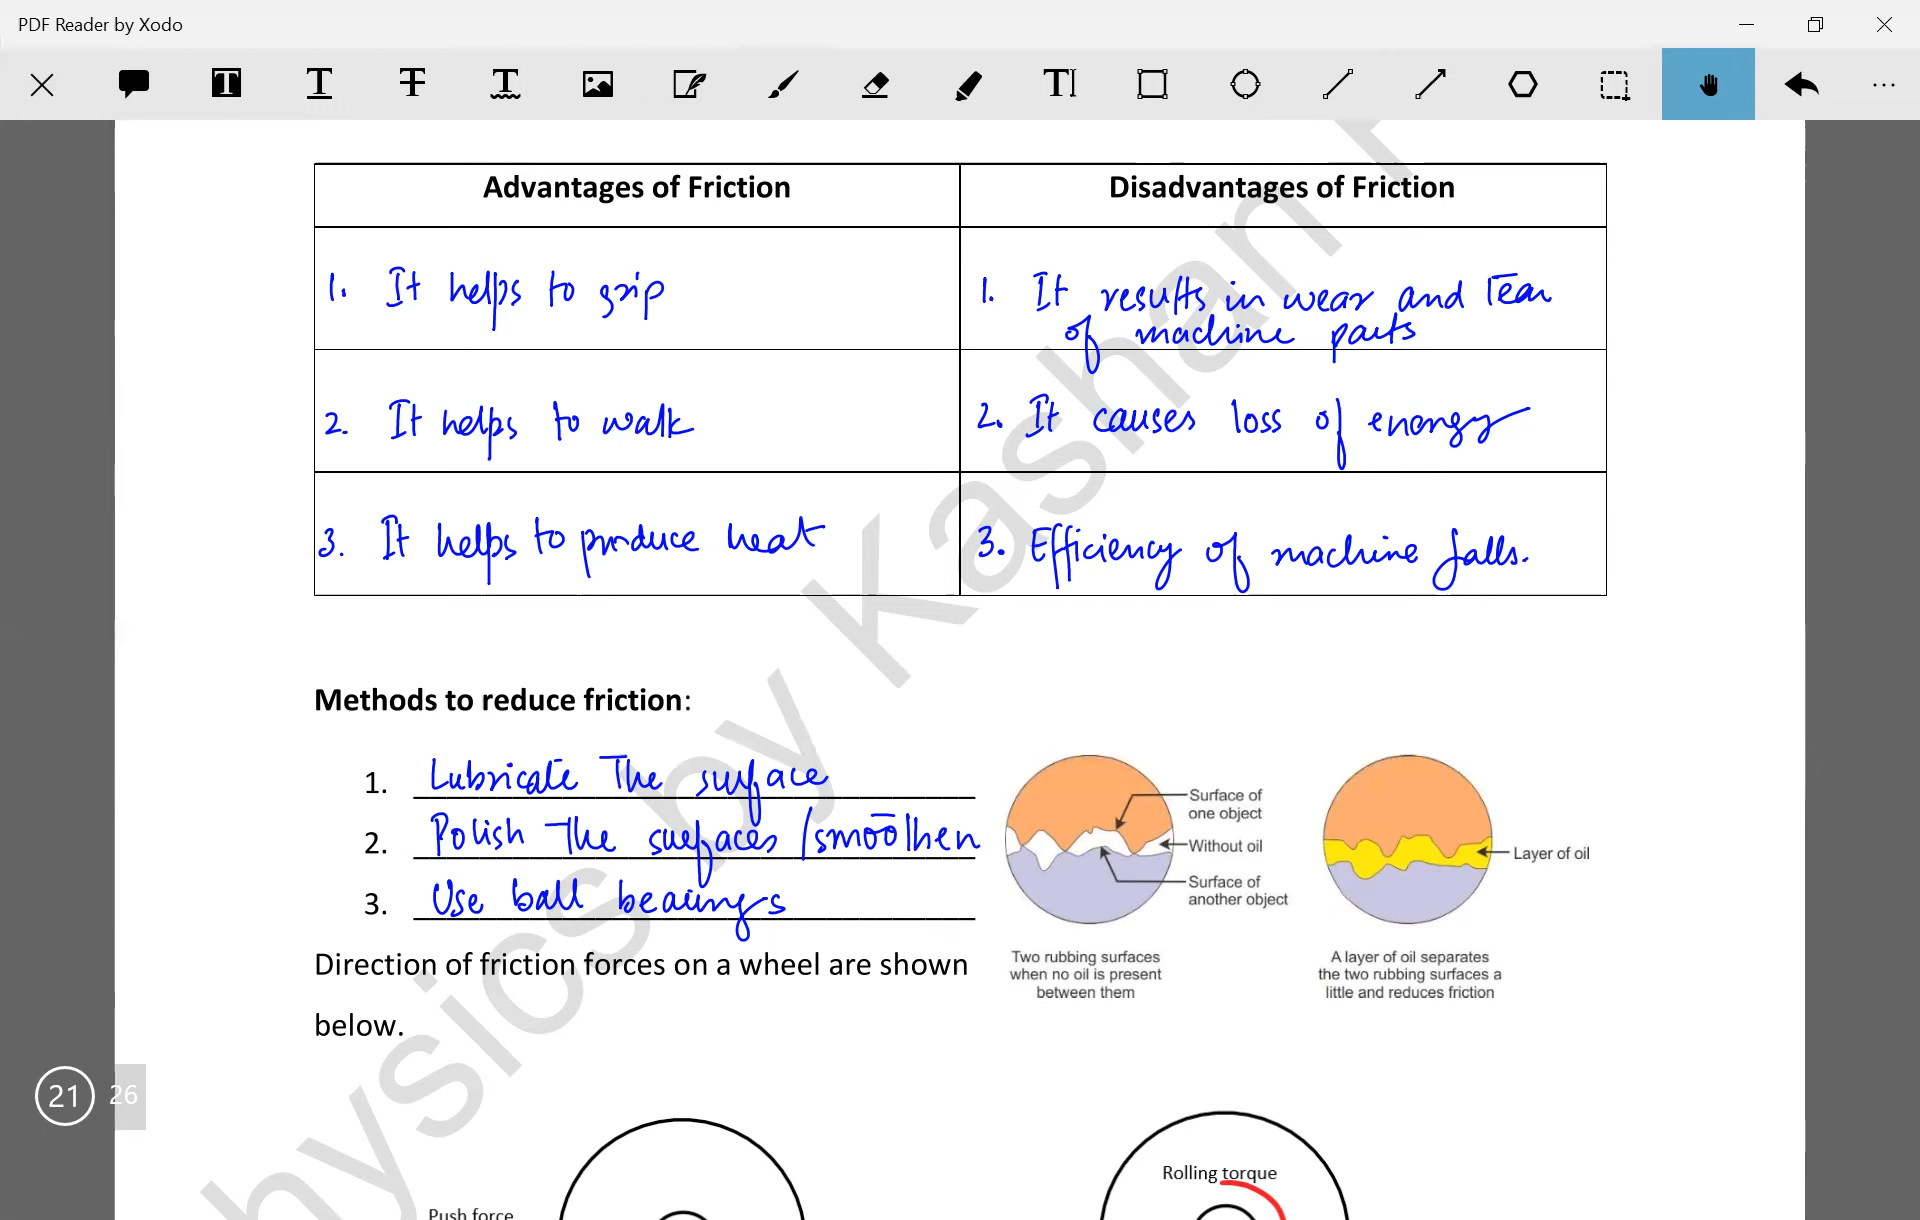 PDF Reader by Xodo
Advantages of Friction
Disadvantages of Friction
1. It helps to grip
1. It results in wear and Tear
of machine parts
2. It helps to walk
2. It causes loss of energy
3. It helps to produce heat
3. Efficiency of machine falls.
Methods to reduce friction:
1. Lubricate The surface
2. Polish The surfaces / smoothen
3. Use ball bearings
Surface of
one object
Without oil
Surface of
another object
Layer of oil
Two rubbing surfaces
when no oil is present
between them
A layer of oil separates
the two rubbing surfaces a
little and reduces friction
Direction of friction forces on a wheel are shown
below.
21 26
Rolling torque
Push force
hysics by Kashan